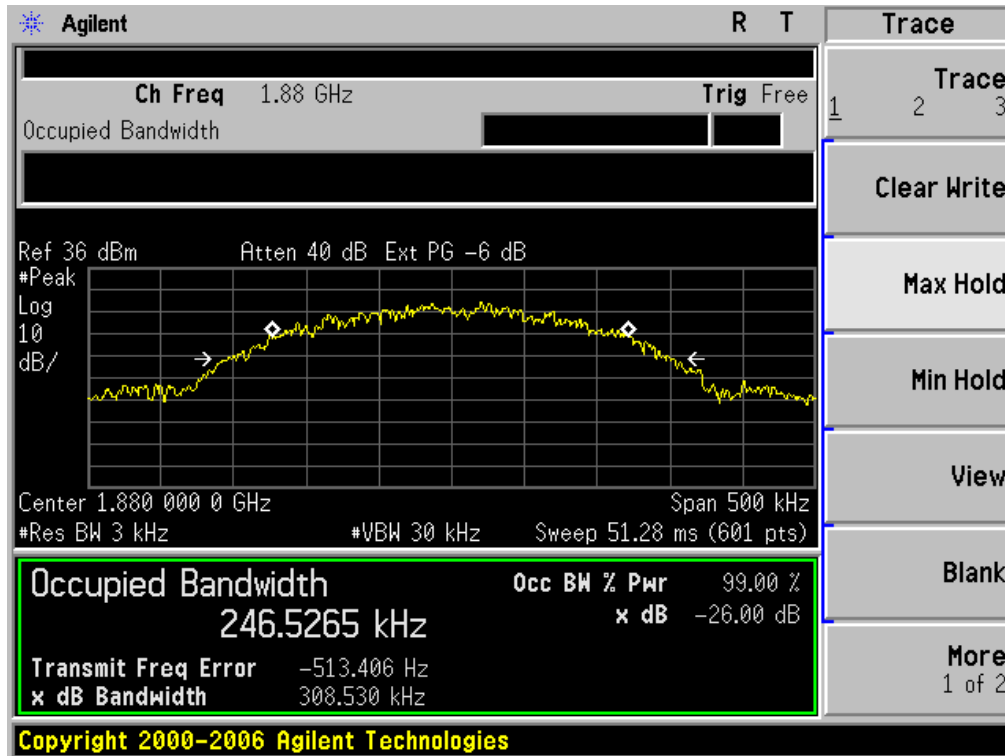 Agilent R T
Trace
Ch Freq 1.88 GHz Trig Free
Occupied Bandwidth
Ref 36 dBm Atten 40 dB Ext PG -6 dB
#Peak
Log
10
dB/
Center 1.880 000 0 GHz Span 500 kHz
#Res BW 3 kHz #VBW 30 kHz Sweep 51.28 ms (601 pts)
Occupied Bandwidth
246.5265 kHz
Occ BW % Pwr 99.00 %
x dB -26.00 dB
Transmit Freq Error -513.406 Hz
x dB Bandwidth 308.530 kHz
Copyright 2000-2006 Agilent Technologies
Trace
1 2 3
Clear Write
Max Hold
Min Hold
View
Blank
More
1 of 2